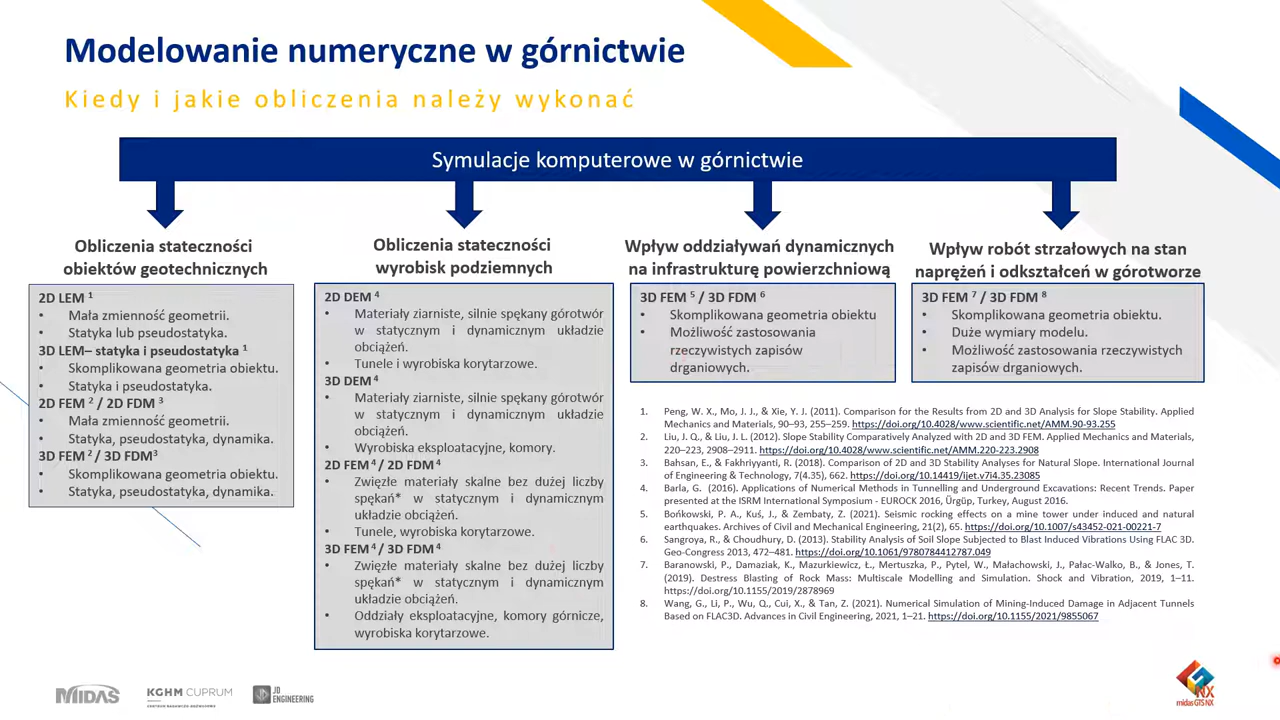 Modelowanie numeryczne w górnictwie
Kiedy i jakie obliczenia należy wykonać
Symulacje komputerowe w górnictwie
Obliczenia stateczności
obiektów geotechnicznych
2D LEM ¹
• Mała zmienność geometrii.
• Statyka lub pseudostatyka.
3D LEM– statyka i pseudostatyka ¹
• Skomplikowana geometria obiektu.
• Statyka i pseudostatyka.
2D FEM ² / 2D FDM ³
• Mała zmienność geometrii.
• Statyka, pseudostatyka, dynamika.
3D FEM ² / 3D FDM³
• Skomplikowana geometria obiektu.
• Statyka, pseudostatyka, dynamika.
Obliczenia stateczności
wyrobisk podziemnych
2D DEM ⁴
• Materiały ziarniste, silnie spękany górotwór
w statycznym i dynamicznym układzie
obciążeń.
• Tunele i wyrobiska korytarzowe.
3D DEM ⁴
• Materiały ziarniste, silnie spękany górotwór
w statycznym i dynamicznym układzie
obciążeń.
• Wyrobiska eksploatacyjne, komory.
2D FEM ⁴ / 2D FDM ⁴
• Zwięzłe materiały skalne bez dużej liczby
spękań* w statycznym i dynamicznym
układzie obciążeń.
• Tunele, wyrobiska korytarzowe.
3D FEM ⁴ / 3D FDM ⁴
• Zwięzłe materiały skalne bez dużej liczby
spękań* w statycznym i dynamicznym
układzie obciążeń.
• Oddziały eksploatacyjne, komory górnicze,
wyrobiska korytarzowe.
Wpływ oddziaływań dynamicznych
na infrastrukturę powierzchniową
3D FEM ⁵ / 3D FDM ⁶
• Skomplikowana geometria obiektu
• Możliwość zastosowania
rzeczywistych zapisów
drganiowych.
Wpływ robót strzałowych na stan
naprężeń i odkształceń w górotworze
3D FEM ⁷ / 3D FDM ⁸
• Skomplikowana geometria obiektu.
• Duże wymiary modelu.
• Możliwość zastosowania rzeczywistych
zapisów drganiowych.
1. Peng, W. X., Mo, J. J., & Xie, Y. J. (2011). Comparison for the Results from 2D and 3D Analysis for Slope Stability. Applied
Mechanics and Materials, 90–93, 255–259. https://doi.org/10.4028/www.scientific.net/AMM.90-93.255
2. Liu, J. Q., & Liu, J. L. (2012). Slope Stability Comparatively Analyzed with 2D and 3D FEM. Applied Mechanics and Materials,
220–223, 2908–2911. https://doi.org/10.4028/www.scientific.net/AMM.220-223.2908
3. Bahsan, E., & Fakhriyyanti, R. (2018). Comparison of 2D and 3D Stability Analyses for Natural Slope. International Journal
of Engineering & Technology, 7(4.35), 662. https://doi.org/10.14419/ijet.v7i4.35.23085
4. Barla, G. (2016). Applications of Numerical Methods in Tunnelling and Underground Excavations: Recent Trends. Paper
presented at the ISRM International Symposium - EUROCK 2016, Ürgüp, Turkey, August 2016.
5. Bońkowski, P. A., Kuś, J., & Zembaty, Z. (2021). Seismic rocking effects on a mine tower under induced and natural
earthquakes. Archives of Civil and Mechanical Engineering, 21(2), 65. https://doi.org/10.1007/s43452-021-00221-7
6. Sangroya, R., & Choudhury, D. (2013). Stability Analysis of Soil Slope Subjected to Blast Induced Vibrations Using FLAC 3D.
Geo-Congress 2013, 472–481. https://doi.org/10.1061/9780784412787.049
7. Baranowski, P., Damaziak, K., Mazurkiewicz, Ł., Mertuszka, P., Pytel, W., Małachowski, J., Pałac-Walko, B., & Jones, T.
(2019). Destress Blasting of Rock Mass: Multiscale Modelling and Simulation. Shock and Vibration, 2019, 1–11.
https://doi.org/10.1155/2019/2878969
8. Wang, G., Li, P., Wu, Q., Cui, X., & Tan, Z. (2021). Numerical Simulation of Mining-Induced Damage in Adjacent Tunnels
Based on FLAC3D. Advances in Civil Engineering, 2021, 1–21. https://doi.org/10.1155/2021/9855067
MIDAS
KGHM CUPRUM
CENTRUM BADAWCZO-ROZWOJOWE
JD
ENGINEERING
NX
midas GTS NX